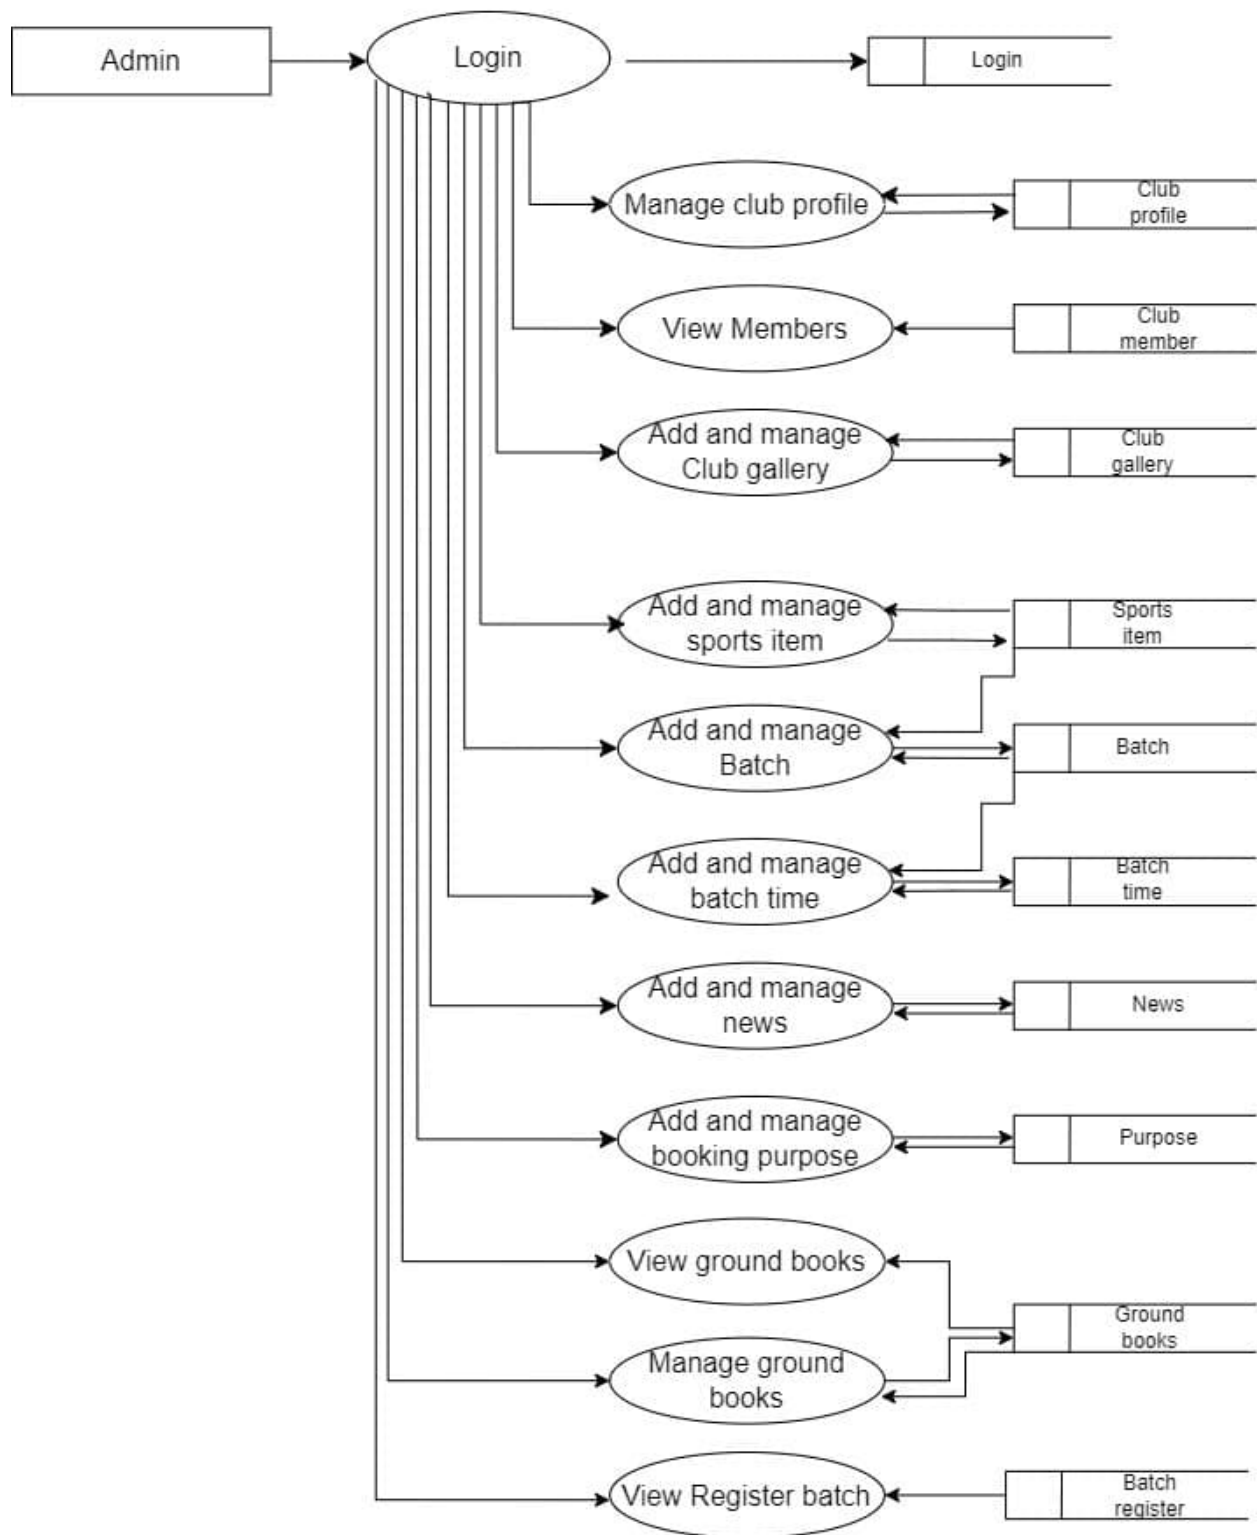 Admin
Login
Login
Manage club profile
Club
profile
View Members
Club
member
Add and manage
Club gallery
Club
gallery
Add and manage
sports item
Sports
item
Add and manage
Batch
Batch
Add and manage
batch time
Batch
time
Add and manage
news
News
Add and manage
booking purpose
Purpose
View ground books
Ground
books
Manage ground
books
View Register batch
Batch
register